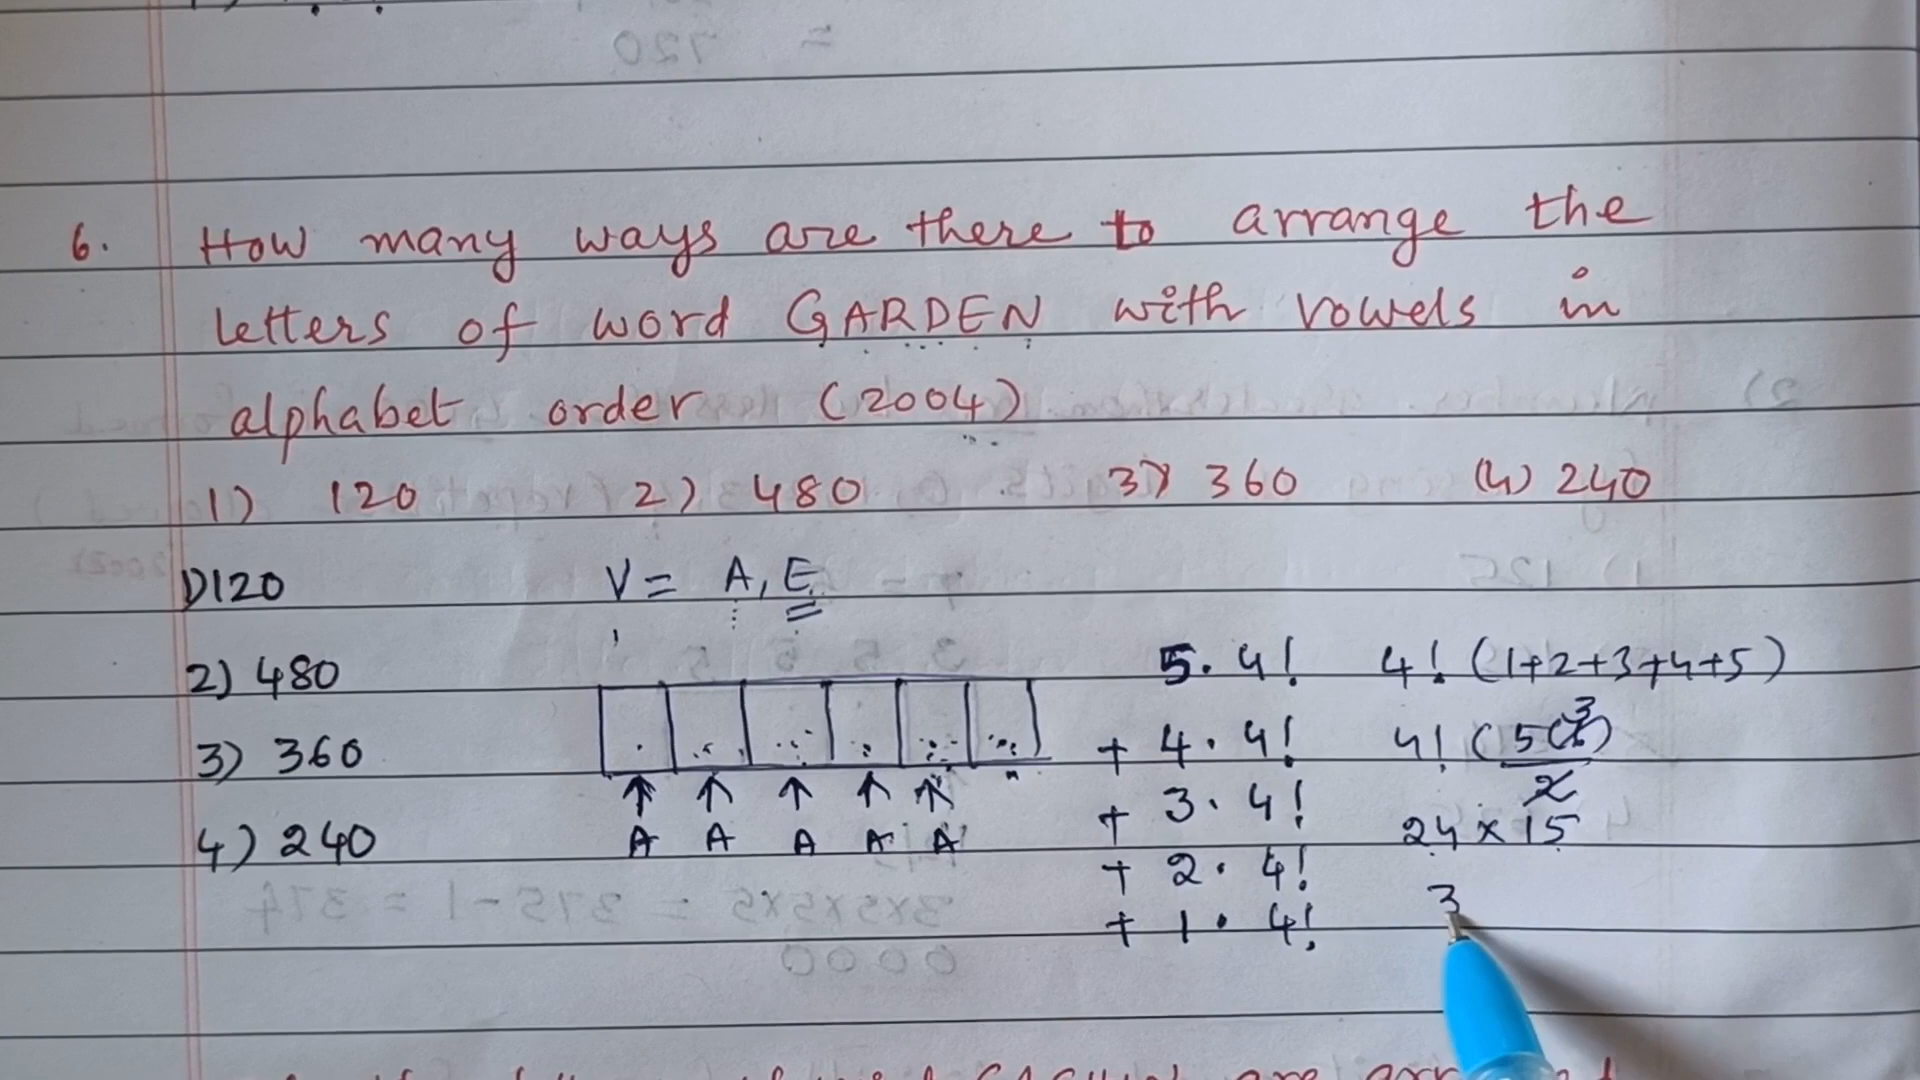 6. How many ways are there to arrange the
letters of word GARDEN with vowels in
alphabet order (2004)
1) 120 2) 480 3) 360 (4) 240
1) 120 V = A, E
2) 480 5. 4! 4! (1+2+3+4+5)
3) 360 + 4. 4! 4! (5(6)3)
+ 3. 4! 2
4) 240 A A A A A 24 x 15
+ 2. 4!
+ 1. 4! 3